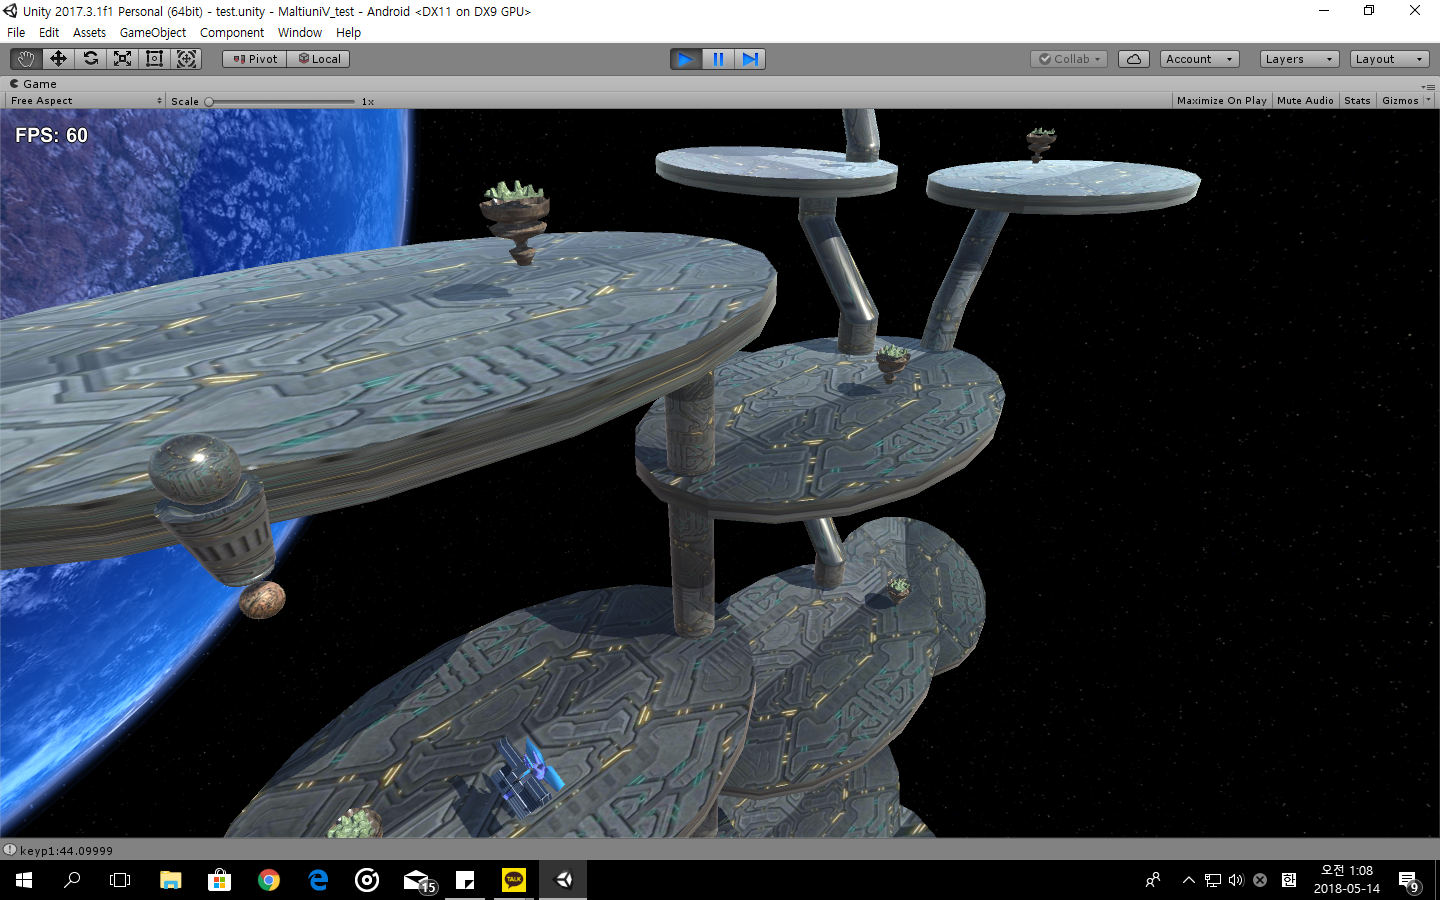 Unity 2017.3.1f1 Personal (64bit) - test.unity - MaltiuniV_test - Android <DX11 on DX9 GPU>
File Edit Assets GameObject Component Window Help
Pivot Local Collab Account Layers Layout
Game
Free Aspect Scale 1x Maximize On Play Mute Audio Stats Gizmos
FPS: 60
keyp1:44.09999
15 TALK 한 오전 1:08 9
2018-05-14